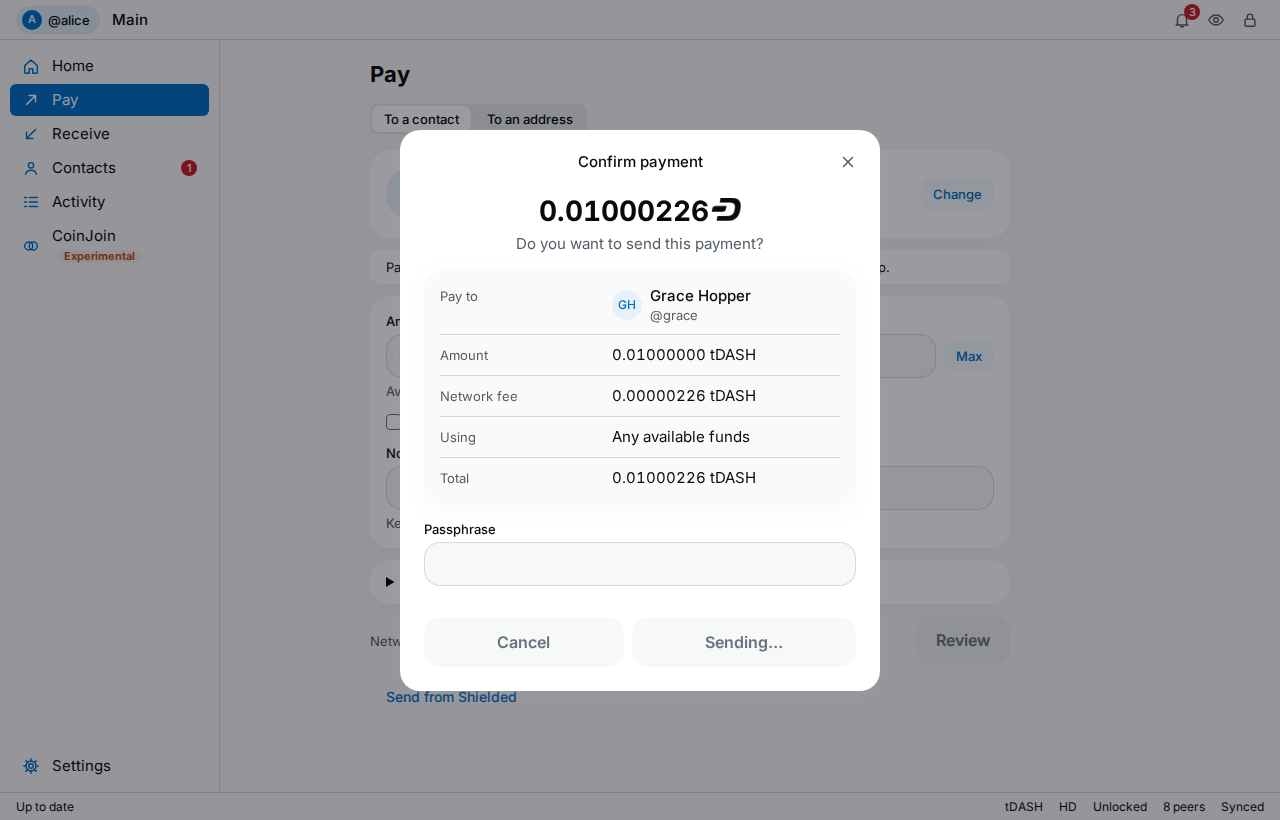 A @alice Main 3
Home
Pay
Receive
Contacts 1
Activity
CoinJoin
Experimental
Settings
Pay
To a contact To an address
Change
Max
Review
Send from Shielded
Confirm payment
0.01000226
Do you want to send this payment?
Pay to GH Grace Hopper
@grace
Amount 0.01000000 tDASH
Network fee 0.00000226 tDASH
Using Any available funds
Total 0.01000226 tDASH
Passphrase
Cancel Sending...
Up to date tDASH HD Unlocked 8 peers Synced